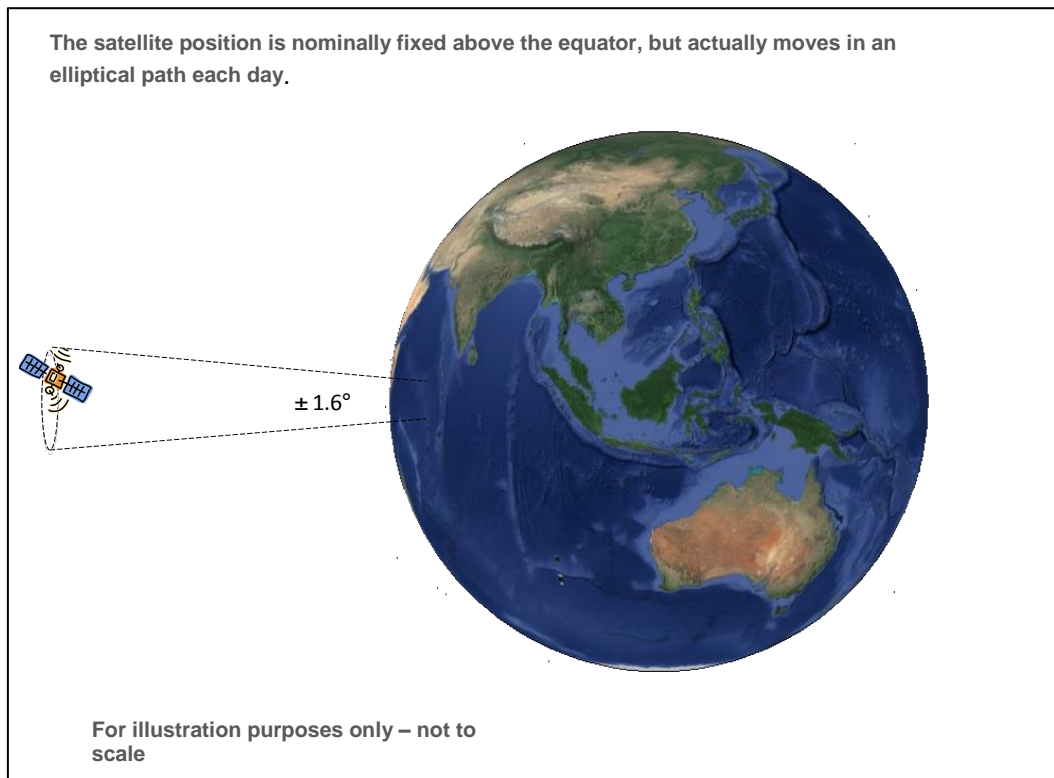 The satellite position is nominally fixed above the equator, but actually moves in an
elliptical path each day.
± 1.6°
For illustration purposes only – not to
scale